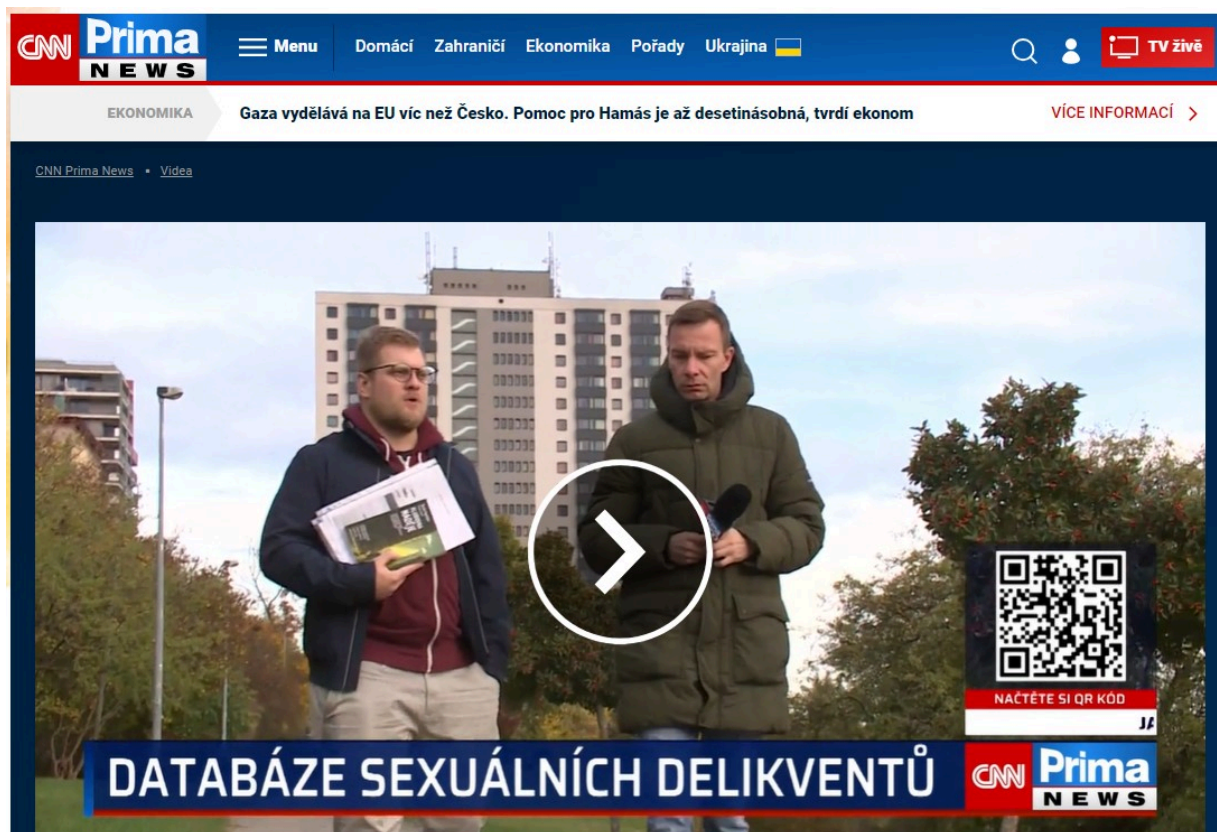 CNN Prima NEWS
Menu Domácí Zahraničí Ekonomika Pořady Ukrajina TV živě
EKONOMIKA Gaza vydělává na EU víc než Česko. Pomoc pro Hamás je až desetinásobná, tvrdí ekonom VÍCE INFORMACÍ
CNN Prima News ▪ Videa
NAČTĚTE SI QR KÓD
DATABÁZE SEXUÁLNÍCH DELIKVENTŮ
CNN Prima NEWS